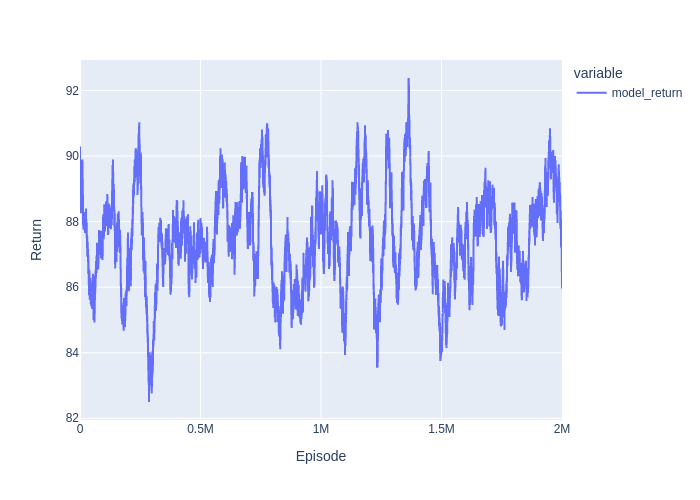 variable
model_return
92
90
88
86
84
82
0
0.5M
1M
1.5M
2M
Return
Episode